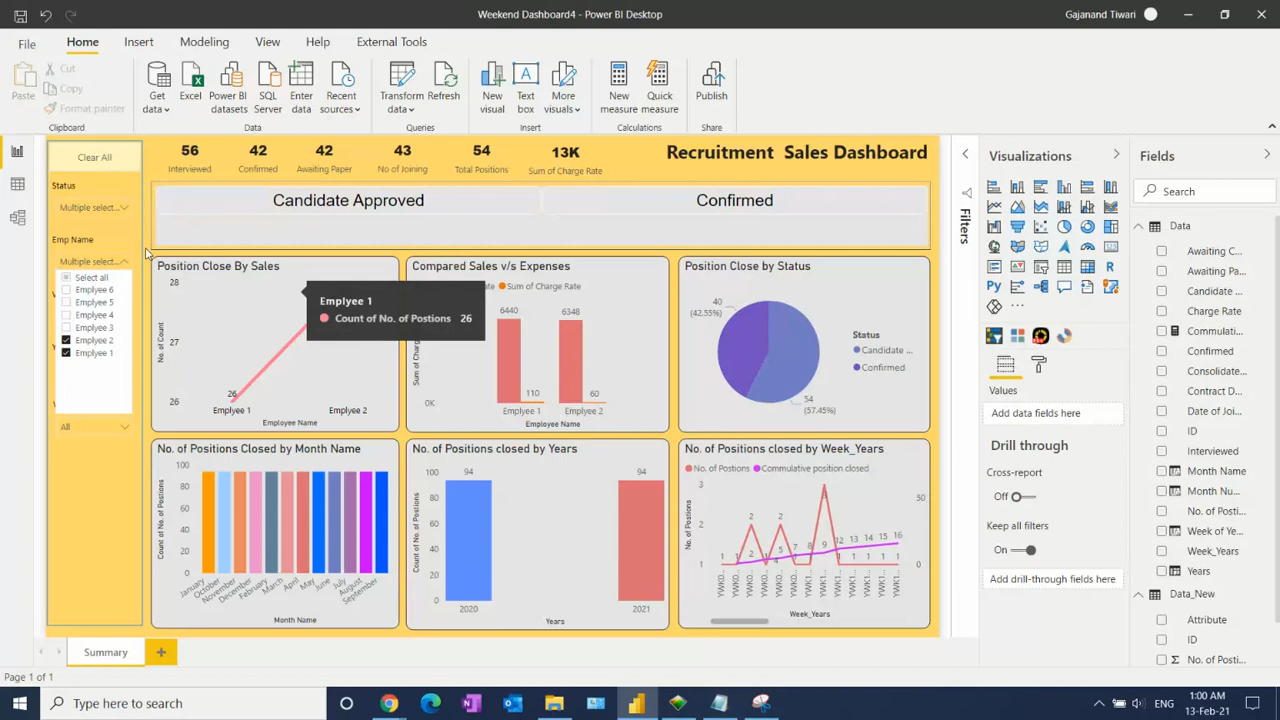 Weekend Dashboard4 - Power BI Desktop
Gajanand Tiwari
File
Home
Insert
Modeling
View
Help
External Tools
Paste
Cut
Copy
Format painter
Get data
Excel
Power BI datasets
SQL Server
Enter data
Recent sources
Transform data
Refresh
New visual
Text box
More visuals
New measure
Quick measure
Publish
Clipboard
Data
Queries
Insert
Calculations
Share
Clear All
56
Interviewed
42
Confirmed
42
Awaiting Paper
43
No of Joining
54
Total Positions
13K
Sum of Charge Rate
Recruitment Sales Dashboard
Status
Multiple select...
Emp Name
Multiple select...
Select all
Emplyee 6
Emplyee 5
Emplyee 4
Emplyee 3
Emplyee 2
Emplyee 1
All
Candidate Approved
Confirmed
Position Close By Sales
28
27
26
No. of Count
26
Emplyee 1
Emplyee 2
Employee Name
Emplyee 1
Count of No. of Postions 26
Compared Sales v/s Expenses
Sum of Charge Rate
6440
110
6348
60
0K
Emplyee 1
Emplyee 2
Employee Name
Position Close by Status
40
(42.55%)
54
(57.45%)
Status
Candidate ...
Confirmed
No. of Positions Closed by Month Name
Count of No. of Postions
100
80
60
40
20
0
January
October
November
December
February
March
April
May
June
July
August
September
Month Name
No. of Positions closed by Years
Count of No. of Postions
100
80
60
40
20
0
94
94
2020
2021
Years
No. of Positions closed by Week_Years
No. of Postions
Commulative position closed
No. of Postions
3
2
1
50
0
Week_Years
Filters
Visualizations
Values
Add data fields here
Drill through
Cross-report
Off
Keep all filters
On
Add drill-through fields here
Fields
Search
Data
Awaiting C...
Awaiting Pa...
Candidate ...
Charge Rate
Commulati...
Confirmed
Consolate...
Contract D...
Date of Joi...
ID
Interviewed
Month Name
Month Nu...
No. of Posti...
Week of Ye...
Week_Years
Years
Data_New
Attribute
ID
No. of Posti...
Summary
Page 1 of 1
Type here to search
ENG
1:00 AM
13-Feb-21